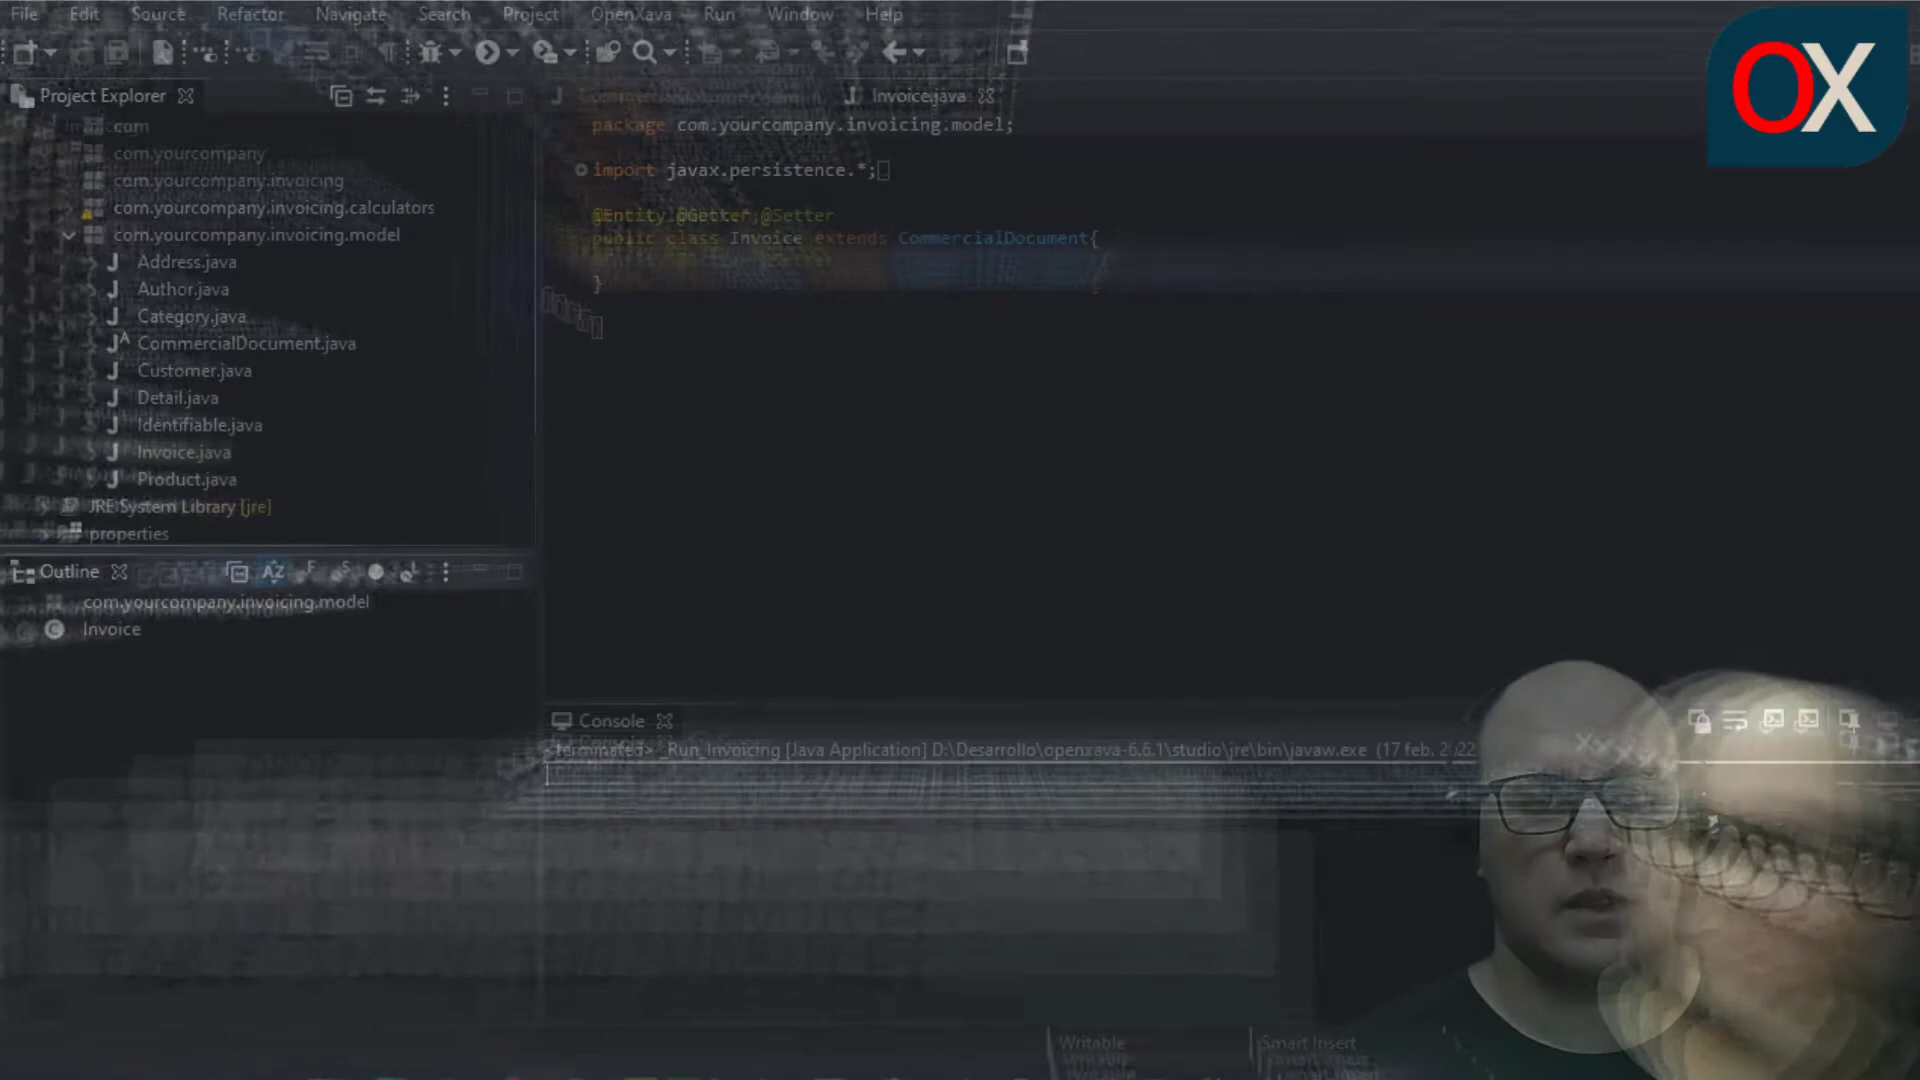 File Edit Source Refactor Navigate Search Project OpenXava Run Window Help
OX
Project Explorer
Invoice.java
com
com.yourcompany
com.yourcompany.invoicing
com.yourcompany.invoicing.calculators
com.yourcompany.invoicing.model
Address.java
Author.java
Category.java
CommercialDocument.java
Customer.java
Detail.java
Identifiable.java
Invoice.java
Product.java
JRE System Library [jre]
properties
package com.yourcompany.invoicing.model;
import javax.persistence.*;
@Entity @Getter @Setter
public class Invoice extends CommercialDocument{
}
Outline
com.yourcompany.invoicing.model
Invoice
Console
<terminated> _Run_Invoicing [Java Application] D:\Desarrollo\openxava-6.6.1\studio\jre\bin\javaw.exe (17 feb. 2022
Writable
Smart Insert